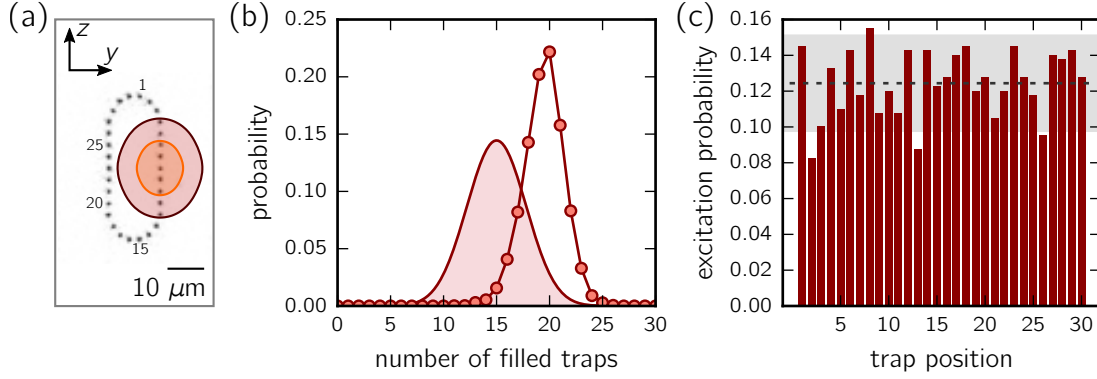 (a)
z
y
1
25
20
15
10 μm
(b)
probability
0.25
0.20
0.15
0.10
0.05
0.00
0 5 10 15 20 25 30
number of filled traps
(c)
excitation probability
0.16
0.14
0.12
0.10
0.08
0.06
0.04
0.02
0.00
5 10 15 20 25 30
trap position